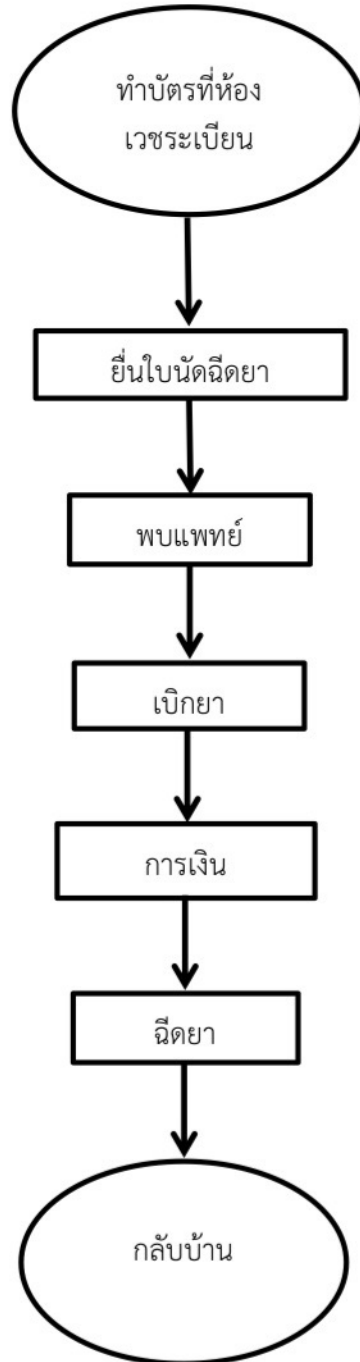 ทำบัตรที่ห้อง
เวชระเบียน
ยื่นใบนัดฉีดยา
พบแพทย์
เบิกยา
การเงิน
ฉีดยา
กลับบ้าน